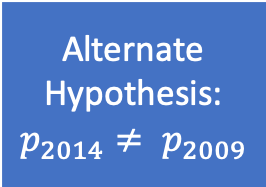 Alternate
Hypothesis:
𝑝₂₀₁₄ ≠ 𝑝₂₀₀₉